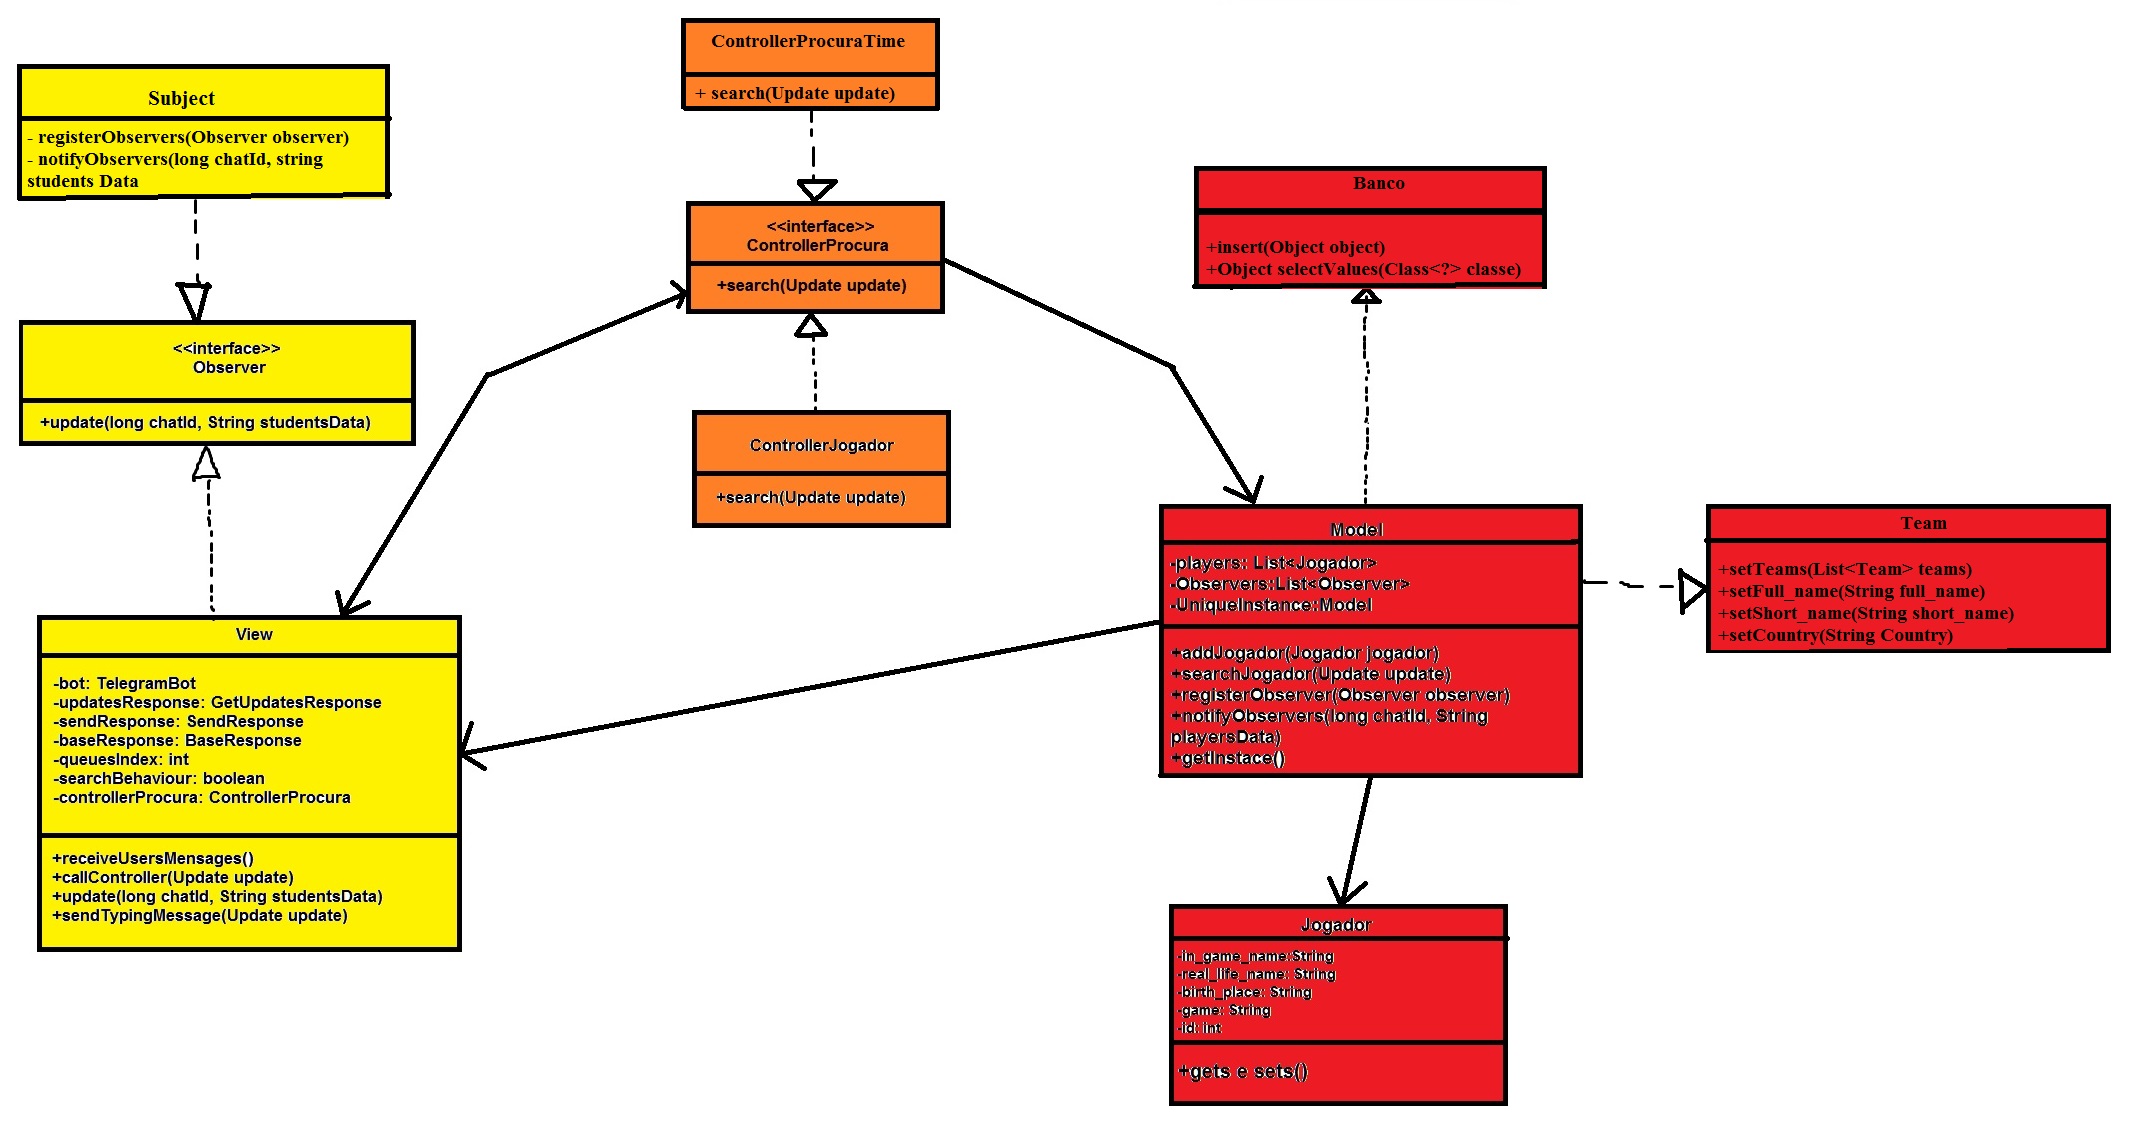 ControllerProcuraTime
+ search(Update update)
Subject
- registerObservers(Observer observer)
- notifyObservers(long chatId, string
students Data
<<interface>>
ControllerProcura
+search(Update update)
Banco
+insert(Object object)
+Object selectValues(Class<?> classe)
<<interface>>
Observer
+update(long chatId, String studentsData)
ControllerJogador
+search(Update update)
Model
-players: List<Jogador>
-Observers:List<Observer>
-UniqueInstance:Model
+addJogador(Jogador jogador)
+searchJogador(Update update)
+registerObserver(Observer observer)
+notifyObservers(long chatId, String
playersData)
+getInstace()
Team
+setTeams(List<Team> teams)
+setFull_name(String full_name)
+setShort_name(String short_name)
+setCountry(String Country)
View
-bot: TelegramBot
-updatesResponse: GetUpdatesResponse
-sendResponse: SendResponse
-baseResponse: BaseResponse
-queuesIndex: int
-searchBehaviour: boolean
-controllerProcura: ControllerProcura
+receiveUsersMensages()
+callController(Update update)
+update(long chatId, String studentsData)
+sendTypingMessage(Update update)
Jogador
-in_game_name:String
-real_life_name: String
-birth_place: String
-game: String
-id: int
+gets e sets()